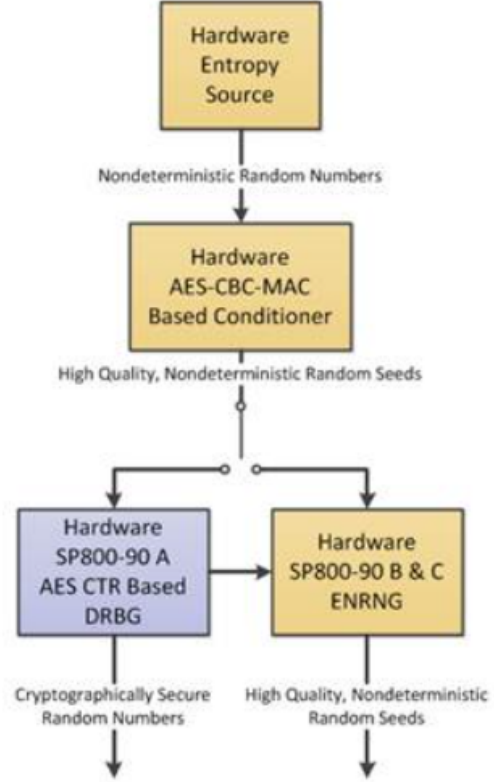 Hardware
Entropy
Source
Nondeterministic Random Numbers
Hardware
AES-CBC-MAC
Based Conditioner
High Quality, Nondeterministic Random Seeds
Hardware
SP800-90 A
AES CTR Based
DRBG
Hardware
SP800-90 B & C
ENRNG
Cryptographically Secure
Random Numbers
High Quality, Nondeterministic
Random Seeds